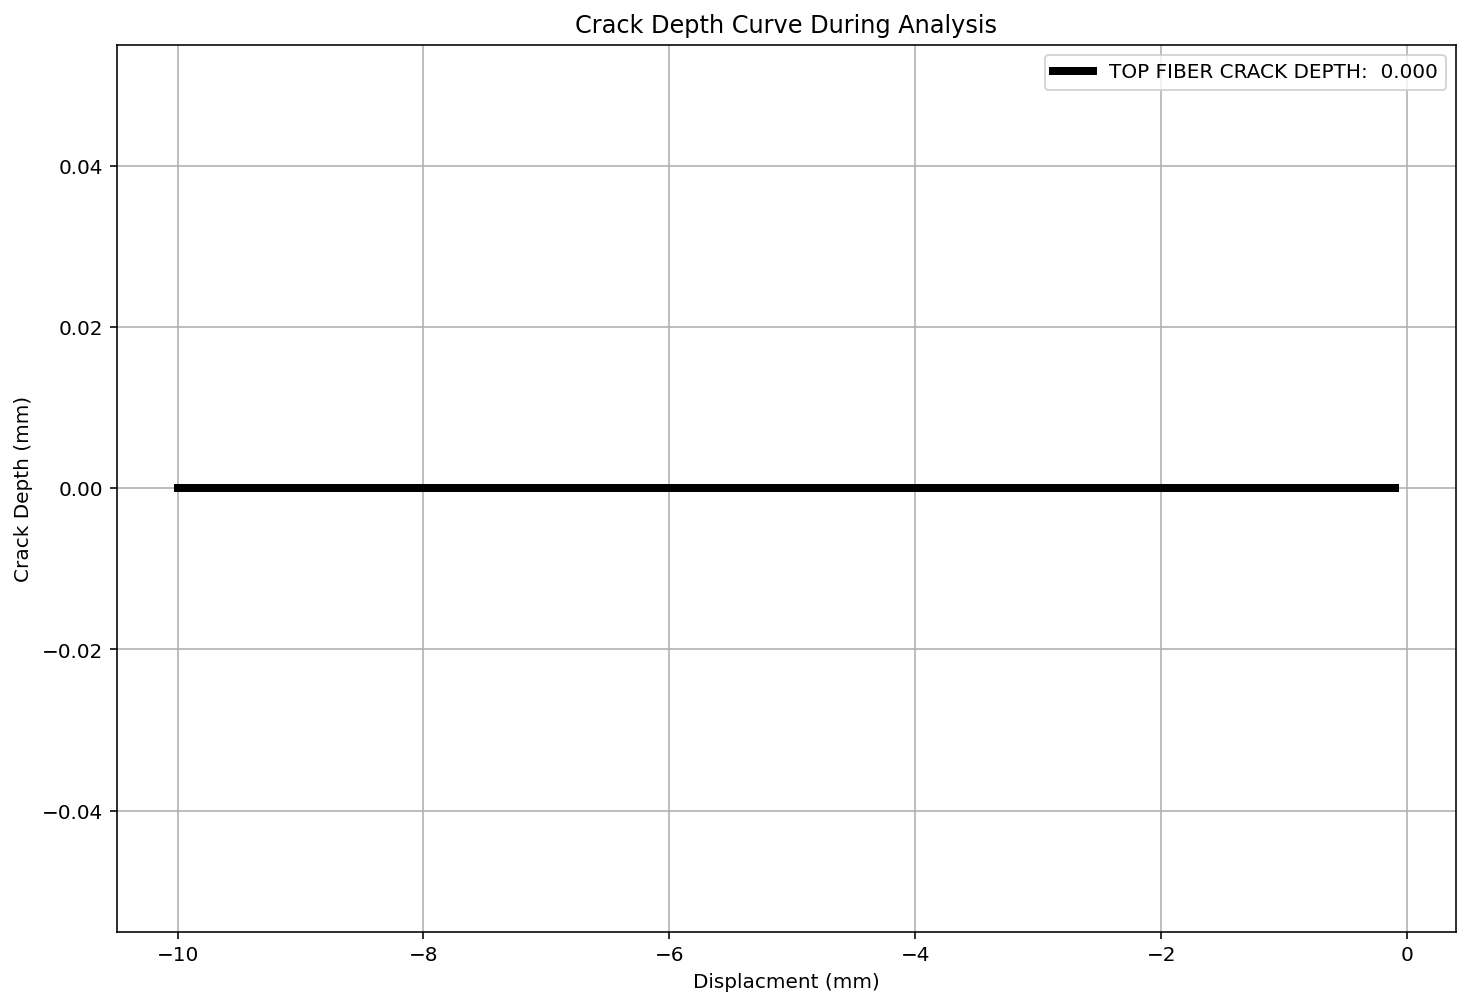 Crack Depth Curve During Analysis
TOP FIBER CRACK DEPTH:  0.000
Crack Depth (mm)
0.04
0.02
0.00
−0.02
−0.04
−10
−8
−6
−4
−2
0
Displacment (mm)